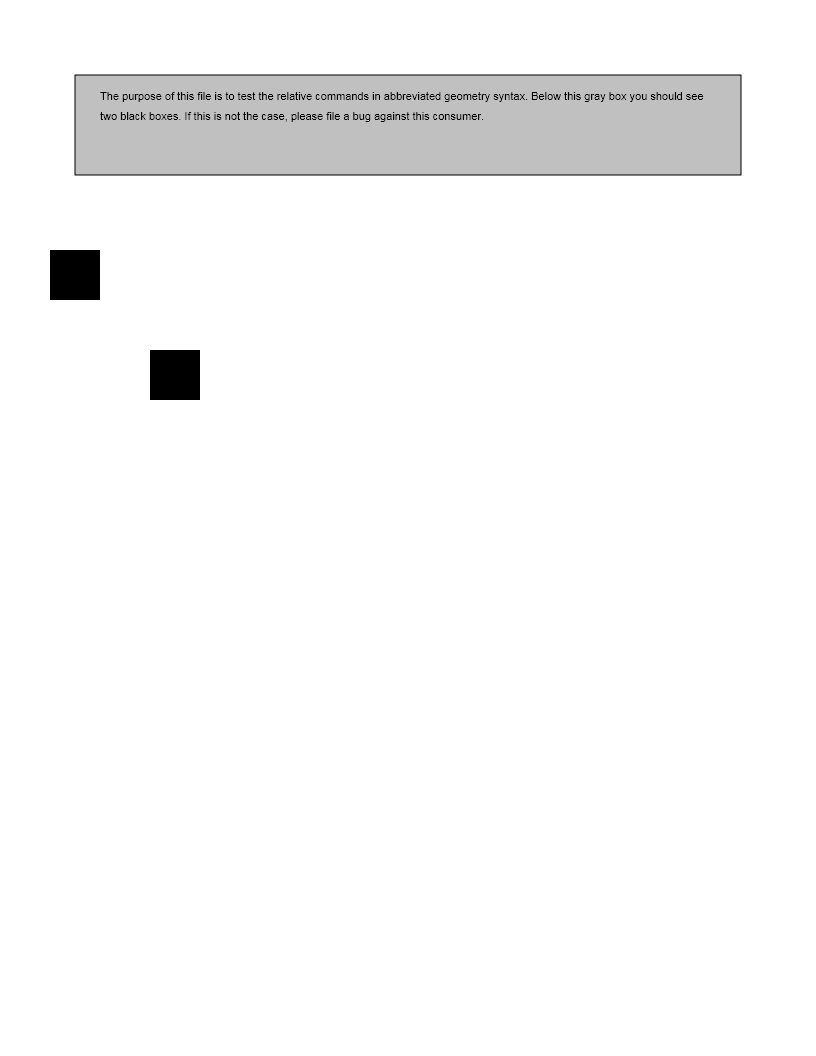 The purpose of this file is to test the relative commands in abbreviated geometry syntax. Below this gray box you should see
two black boxes. If this is not the case, please file a bug against this consumer.